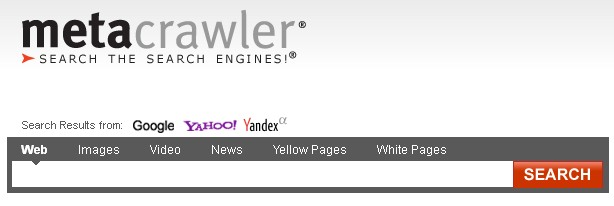 metacrawler®
SEARCH THE SEARCH ENGINES!®
Search Results from: Google YAHOO! Yandex α
Web Images Video News Yellow Pages White Pages
SEARCH